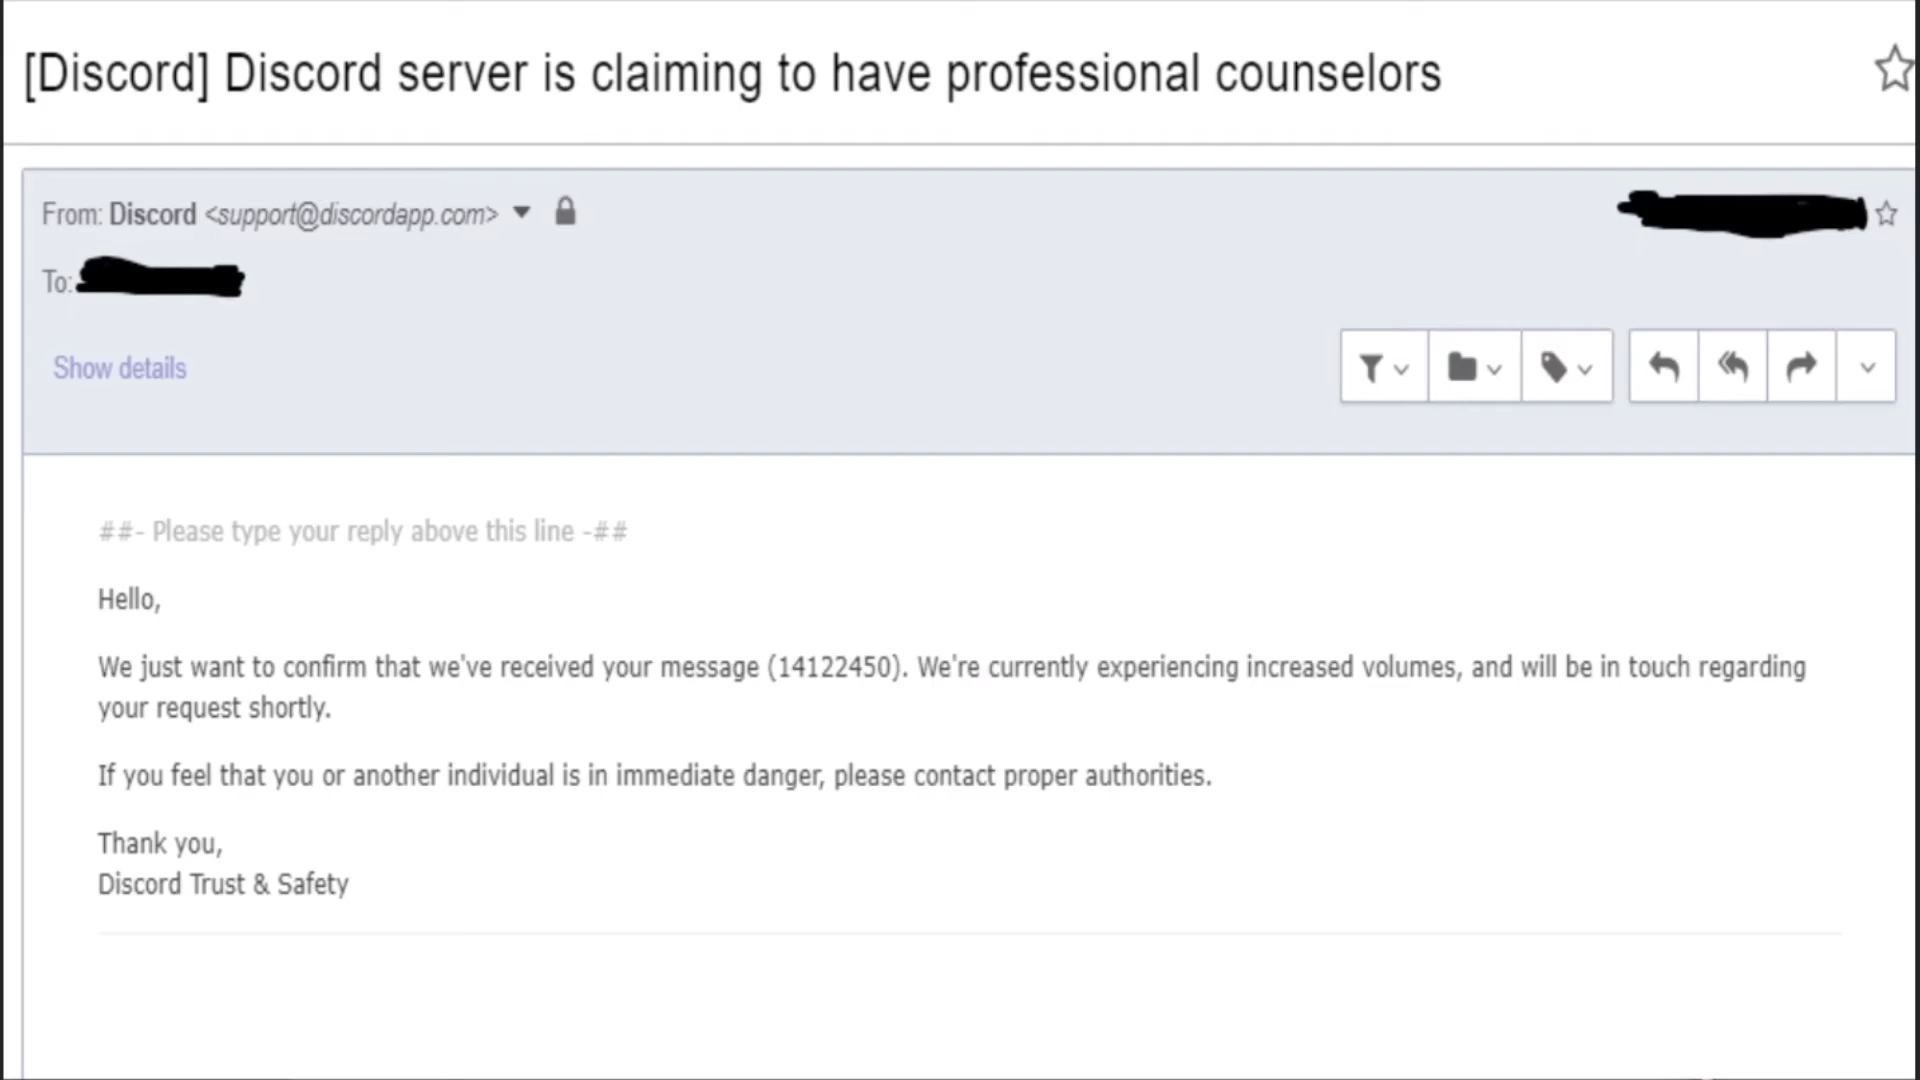 [Discord] Discord server is claiming to have professional counselors
From: Discord <support@discordapp.com>
To:
Show details
##- Please type your reply above this line -##
Hello,
We just want to confirm that we've received your message (14122450). We're currently experiencing increased volumes, and will be in touch regarding
your request shortly.
If you feel that you or another individual is in immediate danger, please contact proper authorities.
Thank you,
Discord Trust & Safety